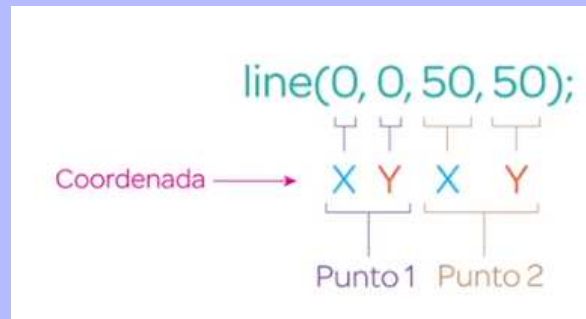 line(0, 0, 50, 50);
Coordenada X Y X Y
Punto 1 Punto 2